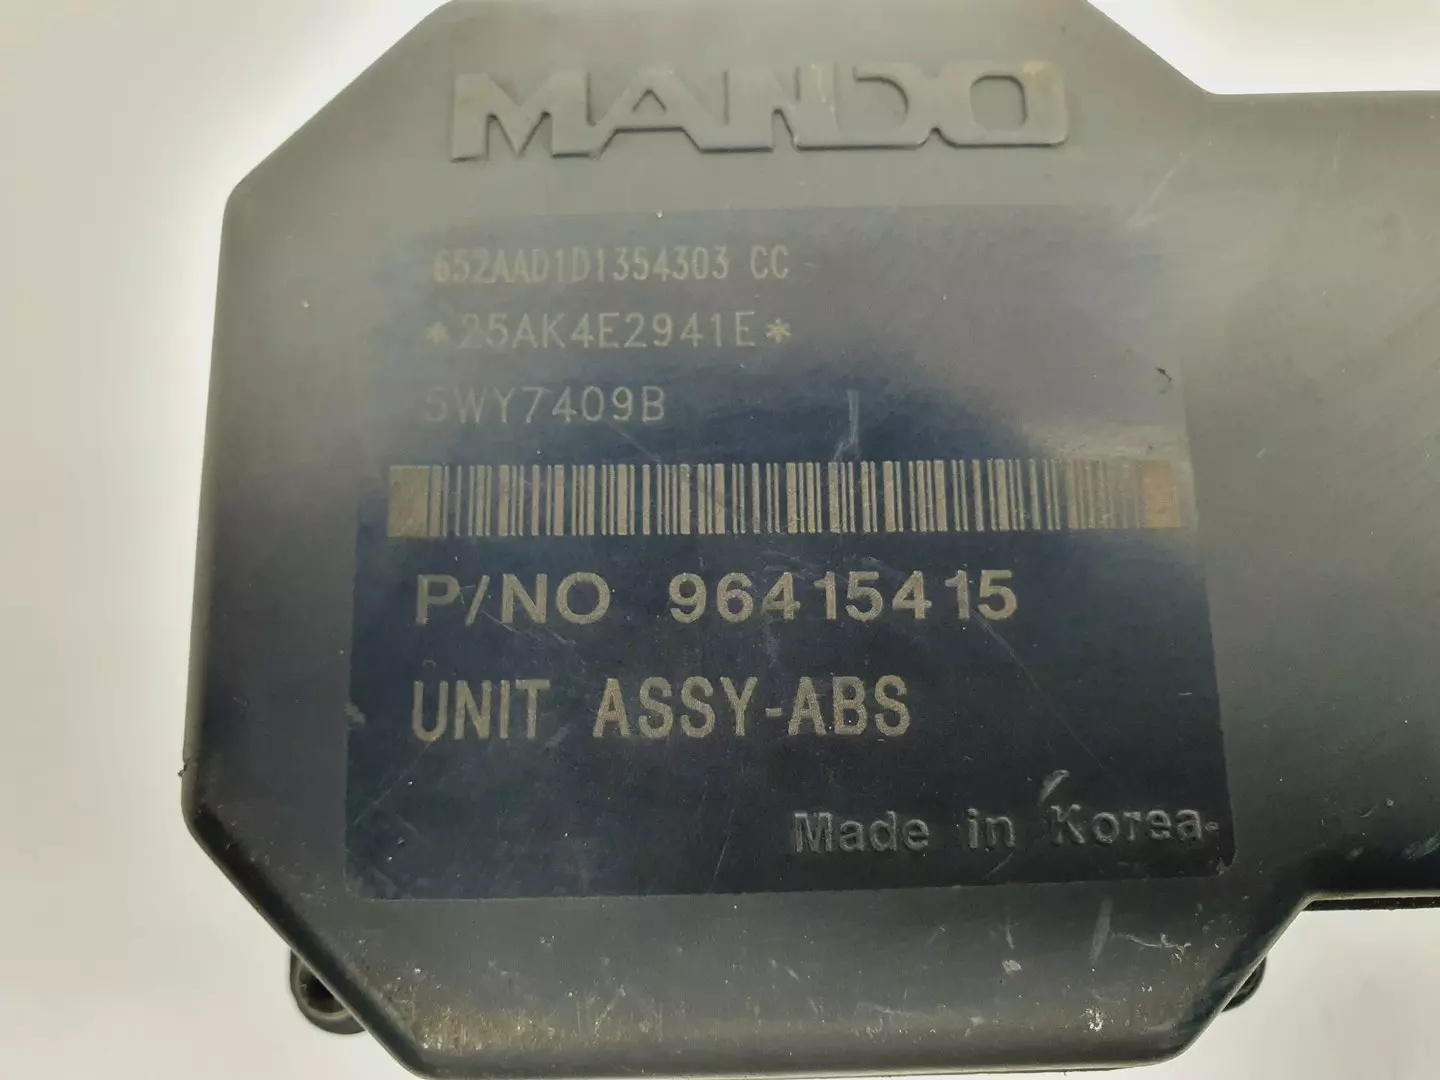 MANDO
652AAD1D1354303 CC
*25AK4E2941E*
5WY7409B
P/NO 96415415
UNIT ASSY-ABS
Made in Korea